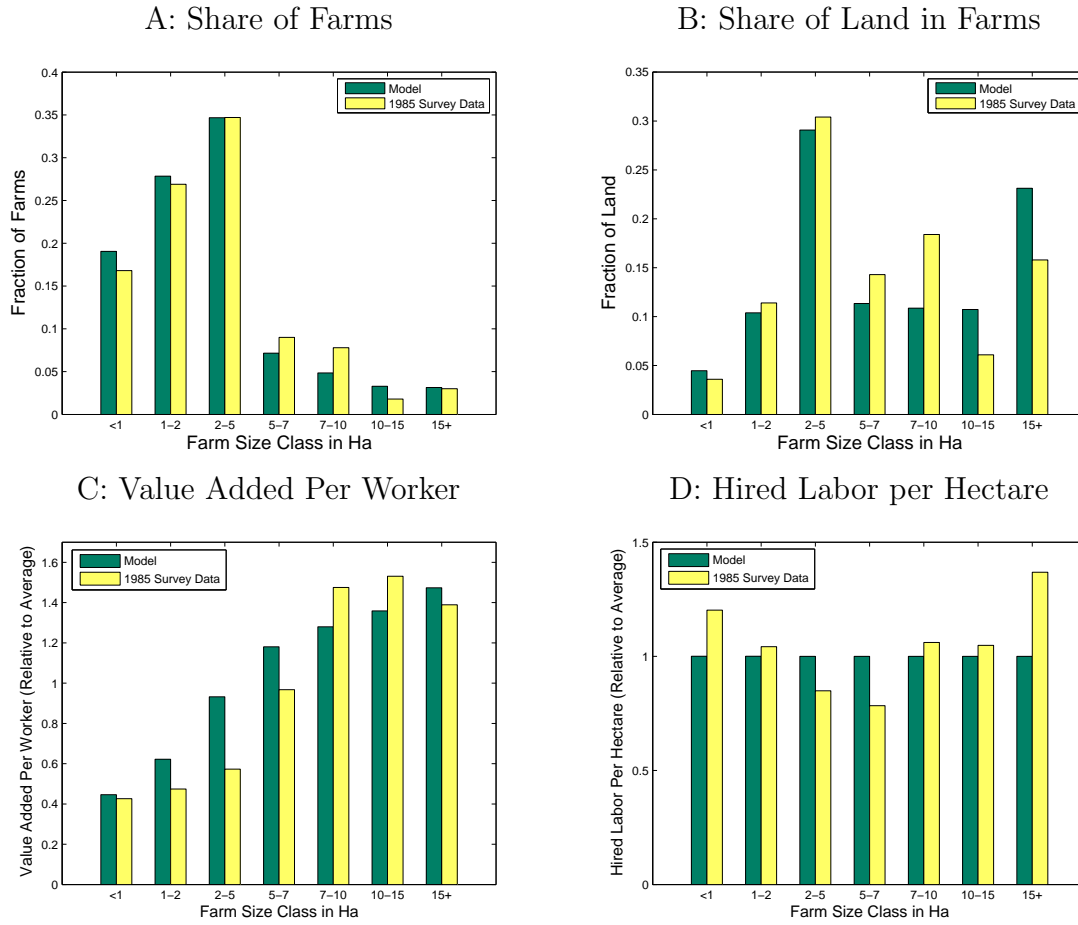 A: Share of Farms
Fraction of Farms
0.4
0.35
0.3
0.25
0.2
0.15
0.1
0.05
0
Model
1985 Survey Data
<1 1−2 2−5 5−7 7−10 10−15 15+
Farm Size Class in Ha
B: Share of Land in Farms
Fraction of Land
0.35
0.3
0.25
0.2
0.15
0.1
0.05
0
Model
1985 Survey Data
<1 1−2 2−5 5−7 7−10 10−15 15+
Farm Size Class in Ha
C: Value Added Per Worker
Value Added Per Worker (Relative to Average)
1.6
1.4
1.2
1
0.8
0.6
0.4
0.2
0
Model
1985 Survey Data
<1 1−2 2−5 5−7 7−10 10−15 15+
Farm Size Class in Ha
D: Hired Labor per Hectare
Hired Labor Per Hectare (Relative to Average)
1.5
1
0.5
0
Model
1985 Survey Data
<1 1−2 2−5 5−7 7−10 10−15 15+
Farm Size Class in Ha